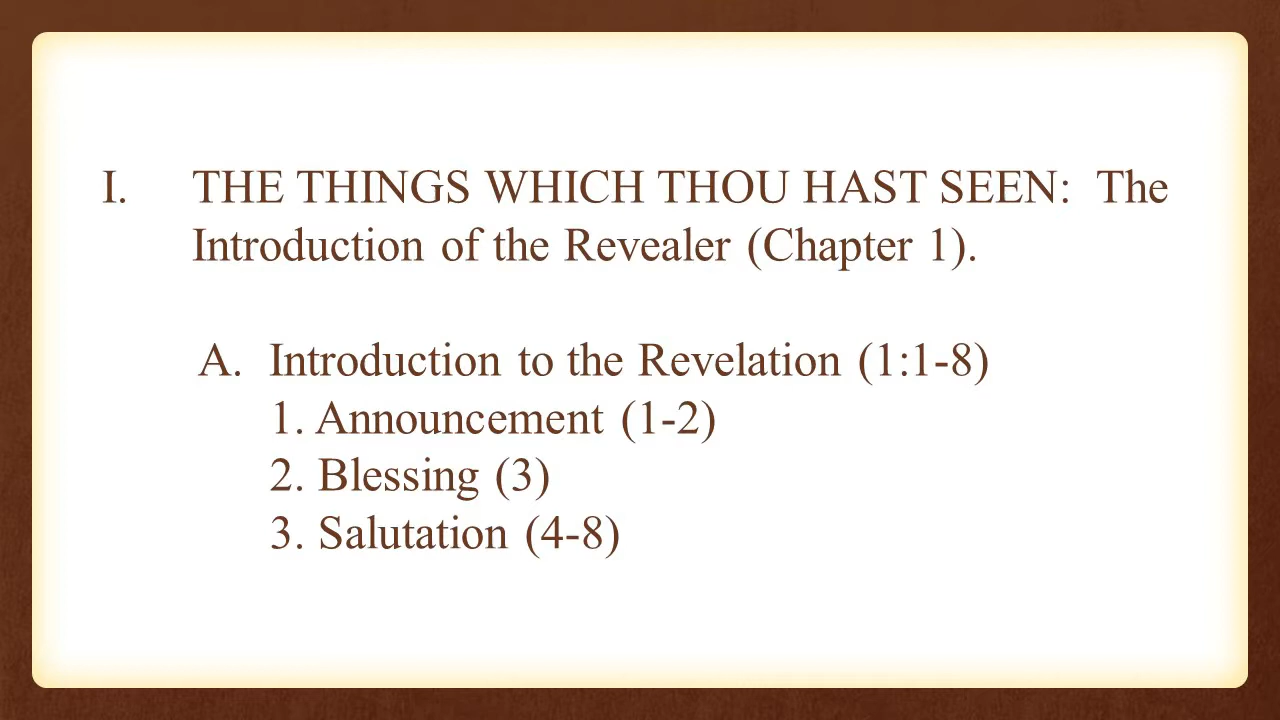 I. THE THINGS WHICH THOU HAST SEEN: The
Introduction of the Revealer (Chapter 1).
A. Introduction to the Revelation (1:1-8)
1. Announcement (1-2)
2. Blessing (3)
3. Salutation (4-8)